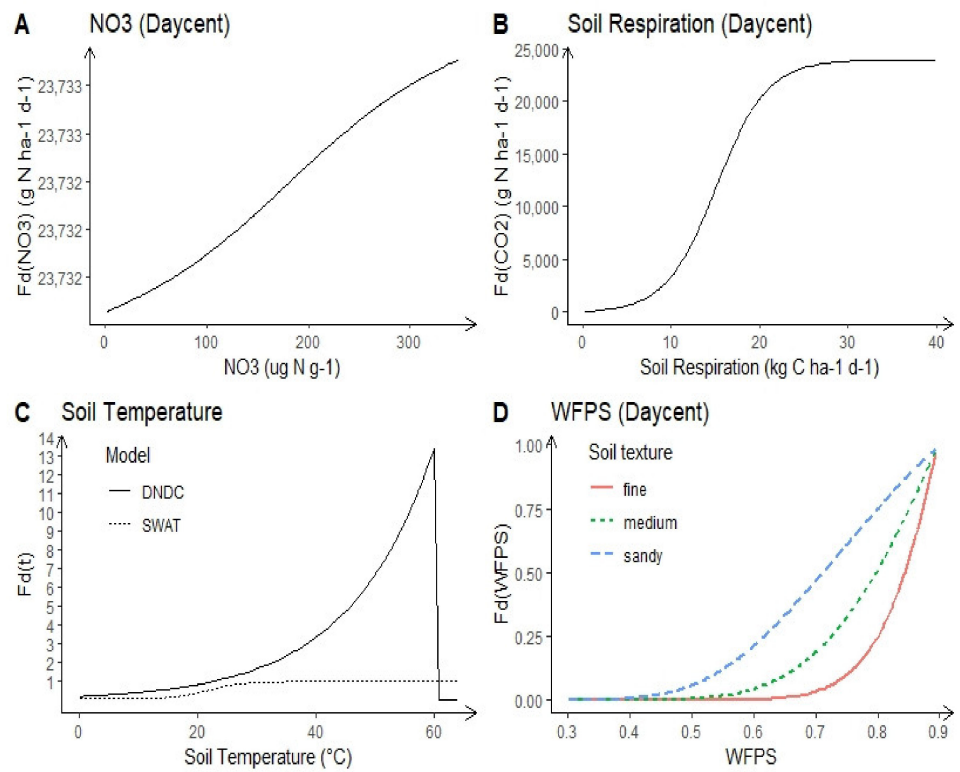 A NO3 (Daycent)
Fd(NO3) (g N ha-1 d-1)
23,733
23,733
23,732
23,732
23,732
0 100 200 300
NO3 (ug N g-1)
B Soil Respiration (Daycent)
Fd(CO2) (g N ha-1 d-1)
25,000
20,000
15,000
10,000
5,000
0
0 10 20 30 40
Soil Respiration (kg C ha-1 d-1)
C Soil Temperature
Fd(t)
14
13
12
11
10
9
8
7
6
5
4
3
2
1
Model
DNDC
SWAT
0 20 40 60
Soil Temperature (°C)
D WFPS (Daycent)
Fd(WFPS)
1.00
0.75
0.50
0.25
0.00
Soil texture
fine
medium
sandy
0.3 0.4 0.5 0.6 0.7 0.8 0.9
WFPS